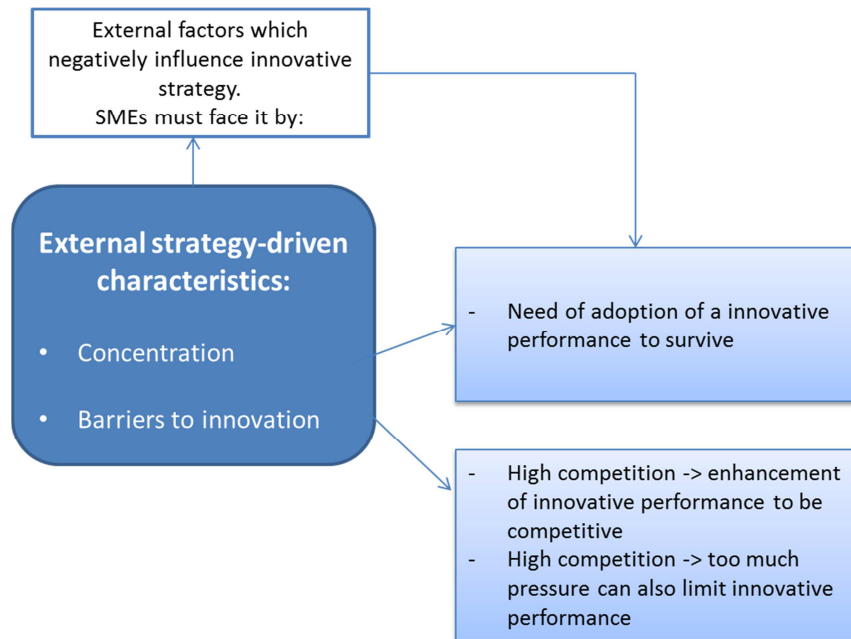 External factors which
negatively influence innovative
strategy.
SMEs must face it by:
External strategy-driven
characteristics:
• Concentration
• Barriers to innovation
- Need of adoption of a innovative
performance to survive
- High competition -> enhancement
of innovative performance to be
competitive
- High competition -> too much
pressure can also limit innovative
performance